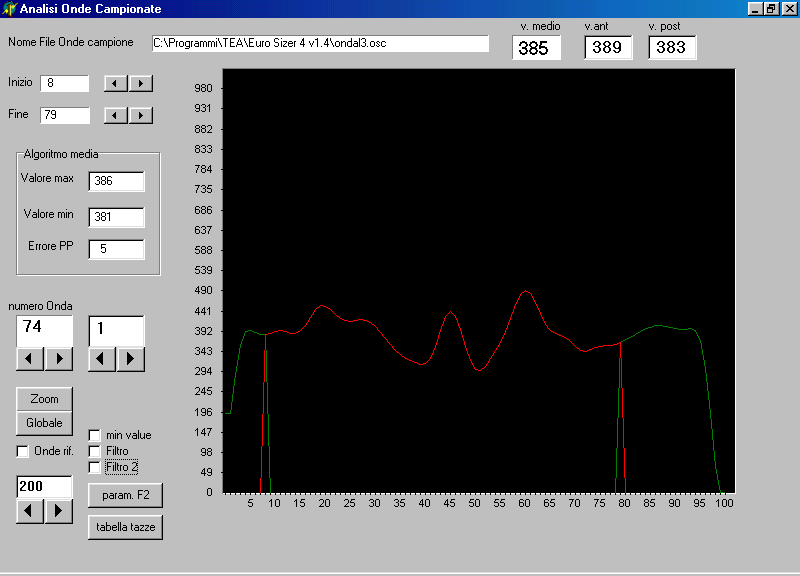 Analisi Onde Campionate
Nome File Onde campione C:\Programmi\TEA\Euro Sizer 4 v1.4\ondal3.osc
v. medio v.ant v. post
385 389 383
Inizio 8
Fine 79
Algoritmo media
Valore max 386
Valore min 381
Errore PP 5
numero Onda
74 1
Zoom
Globale
Onde rif.
min value
Filtro
Filtro 2
200
param. F2
tabella tazze
980
931
882
833
784
735
686
637
588
539
490
441
392
343
294
245
196
147
98
49
0
5 10 15 20 25 30 35 40 45 50 55 60 65 70 75 80 85 90 95 100